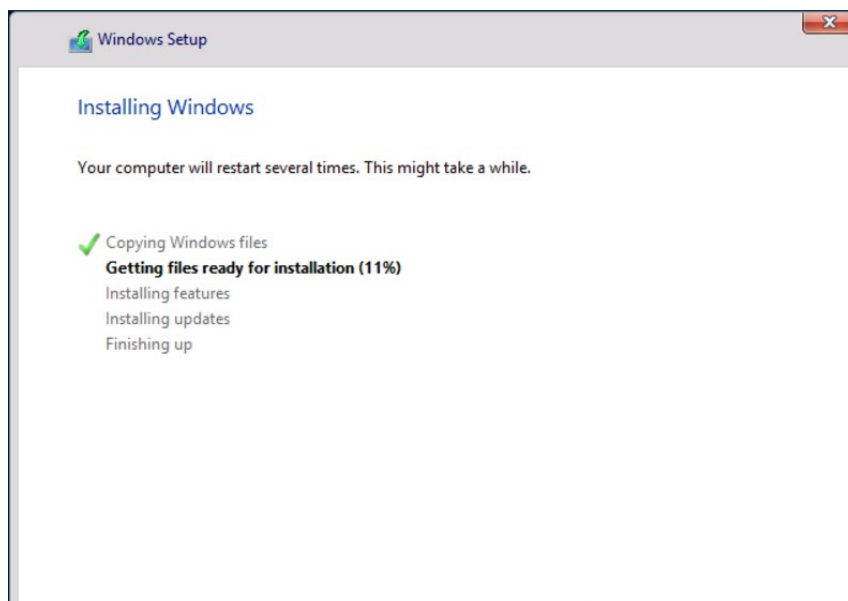 Windows Setup
Installing Windows
Your computer will restart several times. This might take a while.
Copying Windows files
Getting files ready for installation (11%)
Installing features
Installing updates
Finishing up